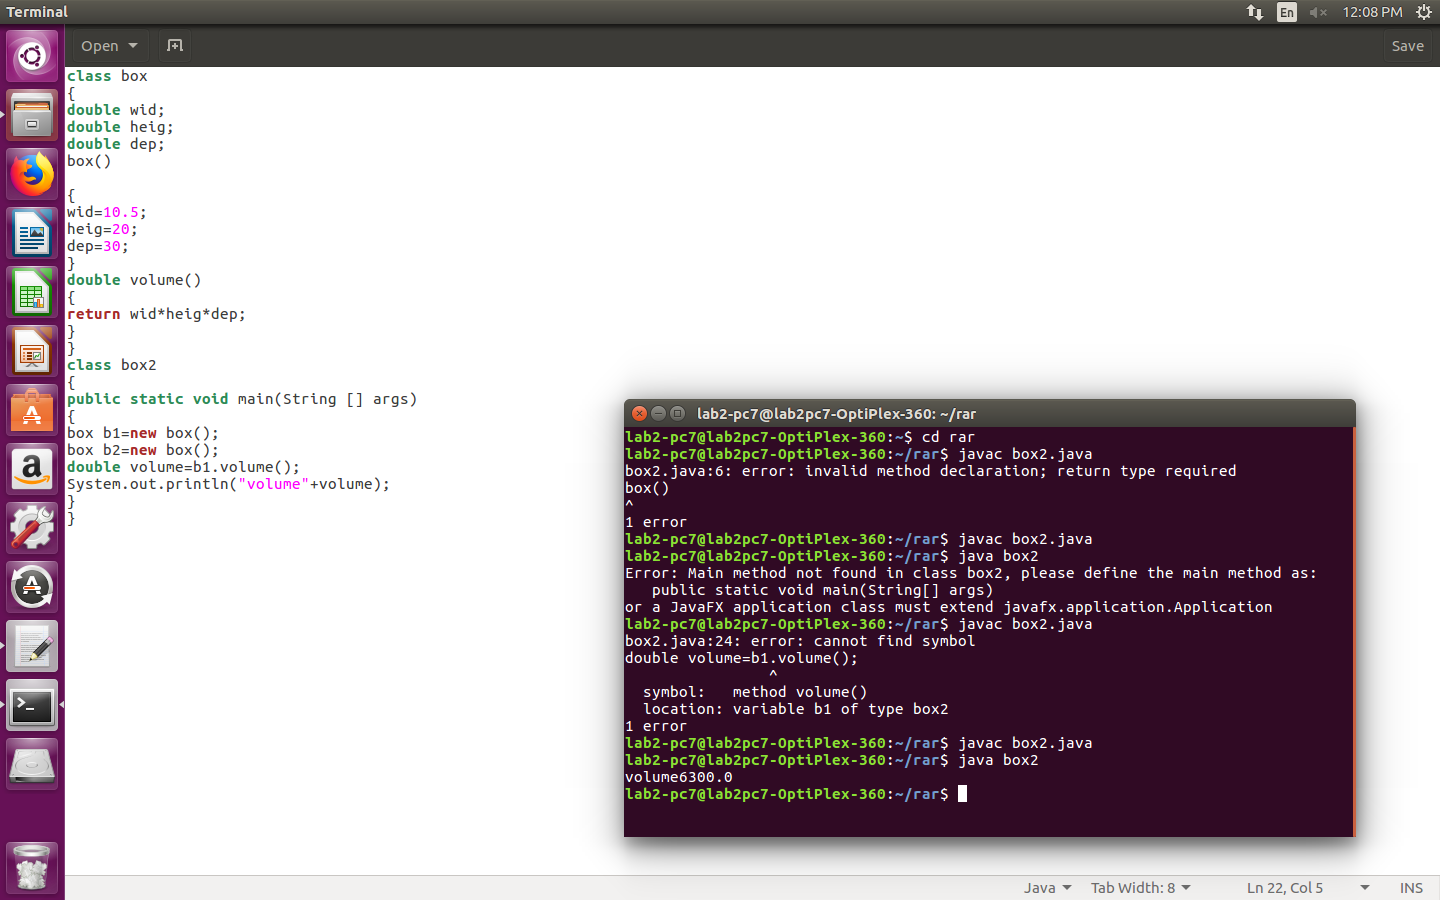 Terminal
En
12:08 PM
Open
Save
class box
{
double wid;
double heig;
double dep;
box()
{
wid=10.5;
heig=20;
dep=30;
}
double volume()
{
return wid*heig*dep;
}
}
class box2
{
public static void main(String [] args)
{
box b1=new box();
box b2=new box();
double volume=b1.volume();
System.out.println("volume"+volume);
}
}
lab2-pc7@lab2pc7-OptiPlex-360: ~/rar
lab2-pc7@lab2pc7-OptiPlex-360:~$ cd rar
lab2-pc7@lab2pc7-OptiPlex-360:~/rar$ javac box2.java
box2.java:6: error: invalid method declaration; return type required
box()
^
1 error
lab2-pc7@lab2pc7-OptiPlex-360:~/rar$ javac box2.java
lab2-pc7@lab2pc7-OptiPlex-360:~/rar$ java box2
Error: Main method not found in class box2, please define the main method as:
   public static void main(String[] args)
or a JavaFX application class must extend javafx.application.Application
lab2-pc7@lab2pc7-OptiPlex-360:~/rar$ javac box2.java
box2.java:24: error: cannot find symbol
double volume=b1.volume();
                ^
  symbol:   method volume()
  location: variable b1 of type box2
1 error
lab2-pc7@lab2pc7-OptiPlex-360:~/rar$ javac box2.java
lab2-pc7@lab2pc7-OptiPlex-360:~/rar$ java box2
volume6300.0
lab2-pc7@lab2pc7-OptiPlex-360:~/rar$
Java
Tab Width: 8
Ln 22, Col 5
INS